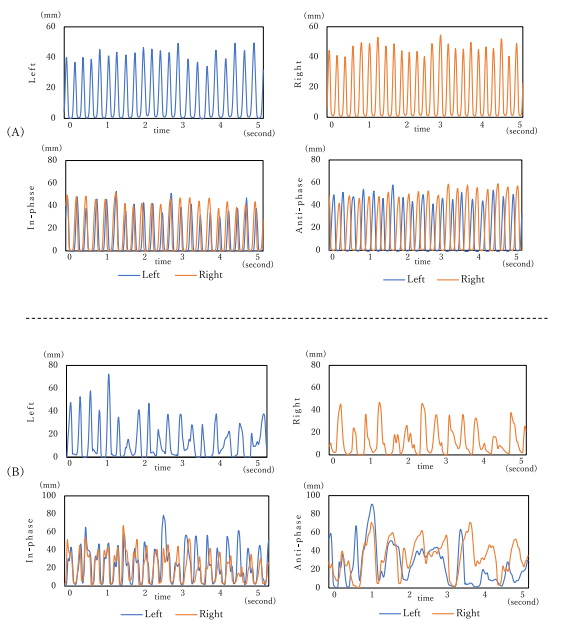 (mm)
60
40
20
0
Left
0 1 2 3 4 5
time
(second)
(mm)
60
40
20
0
Right
0 1 2 3 4 5
time
(second)
(A)
(mm)
80
60
40
20
0
In-phase
0 1 2 3 4 5
time
(second)
Left Right
(mm)
80
60
40
20
0
Anti-phase
0 1 2 3 4 5
time
(second)
Left Right
(mm)
80
60
40
20
0
Left
0 1 2 3 4 5
time
(second)
(mm)
80
60
40
20
0
Right
0 1 2 3 4 5
time
(second)
(B)
(mm)
100
80
60
40
20
0
In-phase
0 1 2 3 4 5
time
(second)
Left Right
(mm)
100
80
60
40
20
0
Anti-phase
0 1 2 3 4 5
time
(second)
Left Right